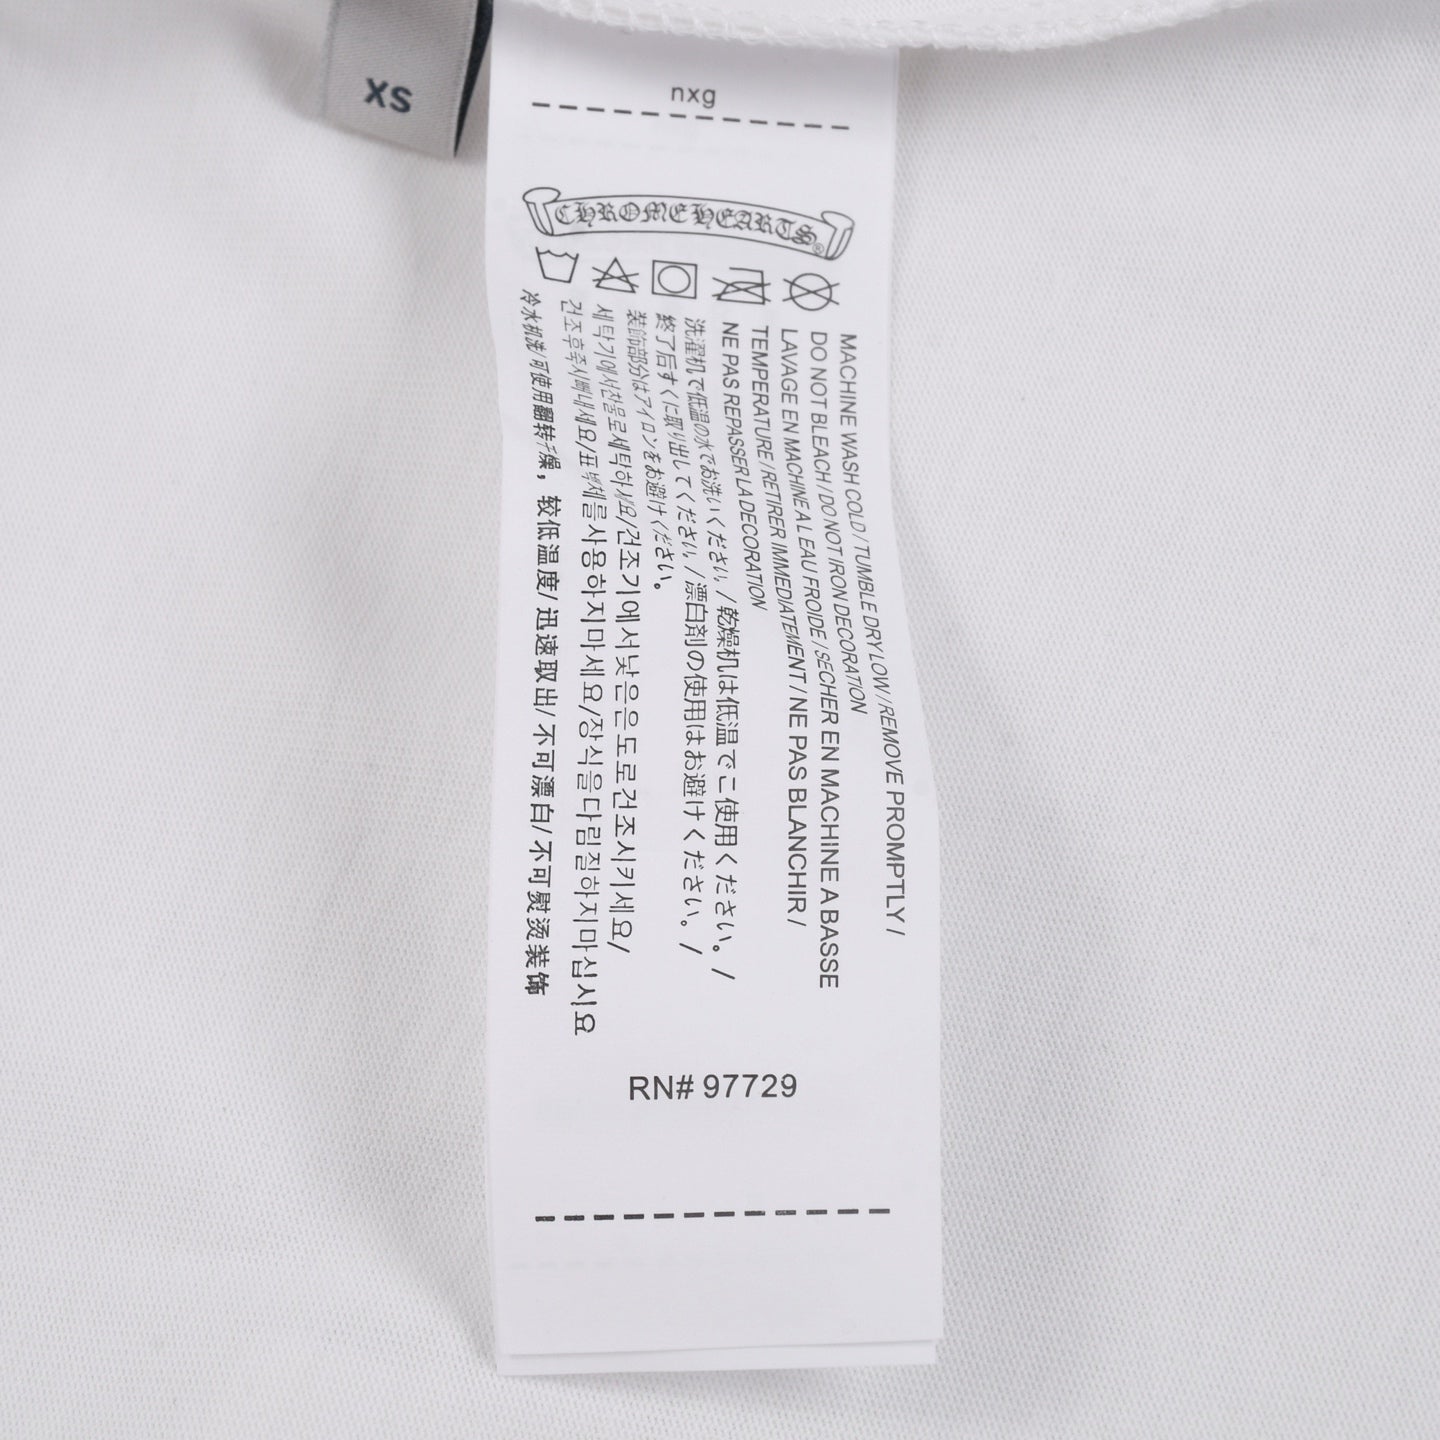 XS
nxg
CHROME HEARTS®
MACHINE WASH COLD/TUMBLE DRY LOW/REMOVE PROMPTLY/
DO NOT BLEACH/DO NOT IRON DECORATION
LAVAGE EN MACHINE A L EAU FROIDE/SECHER EN MACHINE A BASSE
TEMPERATURE/RETIRER IMMEDIATEMENT/NE PAS BLANCHIR/
NE PAS REPASSER LA DECORATION
洗濯机で低温の水でお洗いください。/乾燥机は低温でご使用ください。/
終了后すぐに取り出してください。/漂白剤の使用はお避けください。/
装飾部分はアイロンをお避けください。
세탁기에서찬물로세탁하세요/건조기에서낮은온도로건조시키세요/
건조후즉시빼내세요/표백제를사용하지마세요/장식을다림질하지마십시요
冷水机洗/可使用翻转干燥，较低温度/迅速取出/不可漂白/不可熨烫装饰
RN# 97729